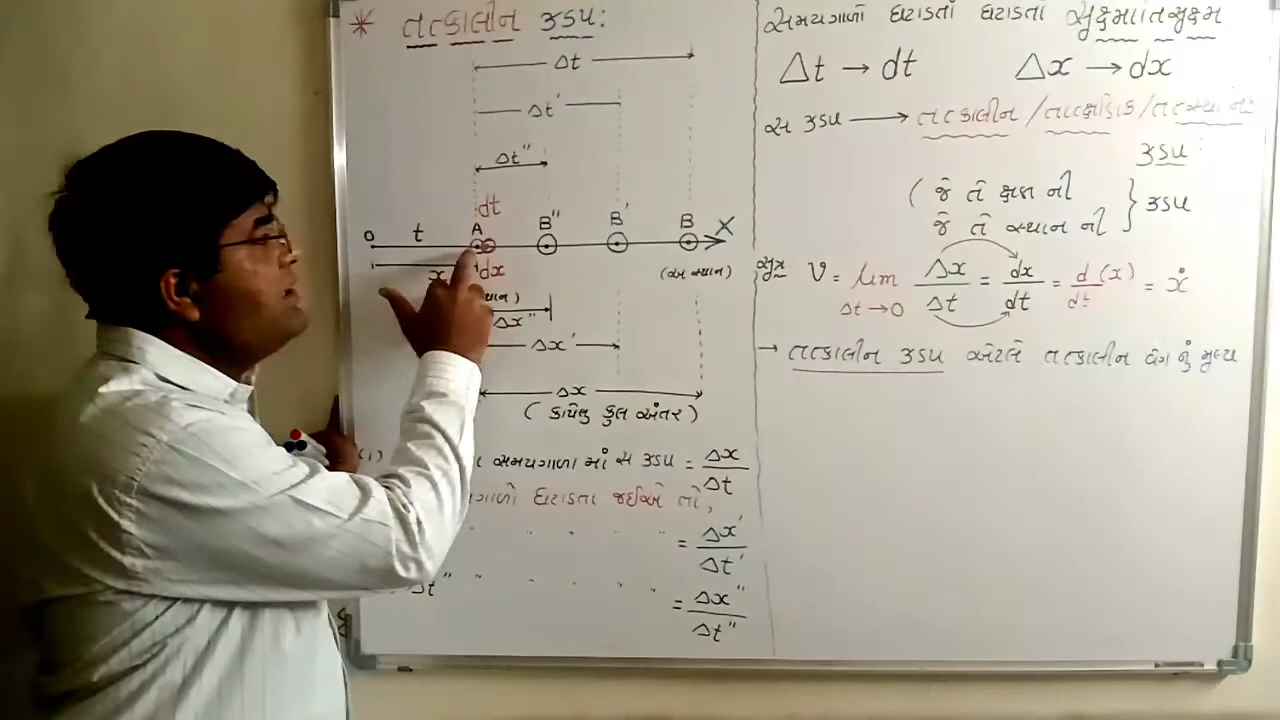 * તત્કાલીન ઝડપ:
Δt
Δt'
Δt"
dt
O t A B" B' B X
x dx (અ સ્થાન)
Δx"
Δx'
Δx
( કાપેલુ કુલ અંતર )
(1) સમયગાળા માં સ ઝડપ = Δx / Δt
ઘટાડતા જઈએ તો,
" " " " = Δx' / Δt'
Δt" " " " " = Δx" / Δt"
સમયગાળો ઘટાડતાં ઘટાડતાં સુક્ષ્માતિસુક્ષ્મ
Δt → dt Δx → dx
સ ઝડપ → તત્કાલીન / તાત્ક્ષણિક /
ઝડપ
( જે તે ક્ષણ ની
જે તે સ્થાન ની } ઝડપ
સુત્ર v = lim Δt → 0 Δx / Δt = dx / dt = d / dt (x) = ẋ
→ તત્કાલીન ઝડપ એટલે તત્કાલીન વેગ નું મુલ્ય